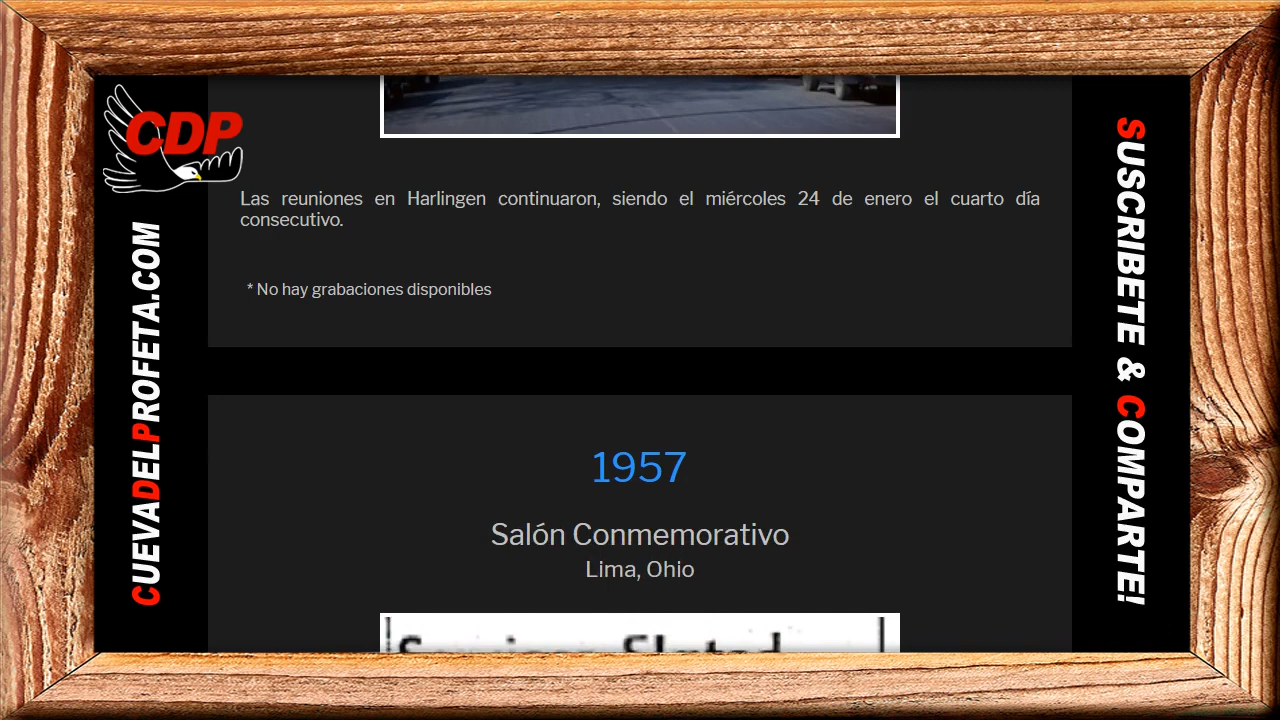 CDP
CUEVADELPROFETA.COM
Las reuniones en Harlingen continuaron, siendo el miércoles 24 de enero el cuarto día
consecutivo.
* No hay grabaciones disponibles
1957
Salón Conmemorativo
Lima, Ohio
SUSCRIBETE & COMPARTE!